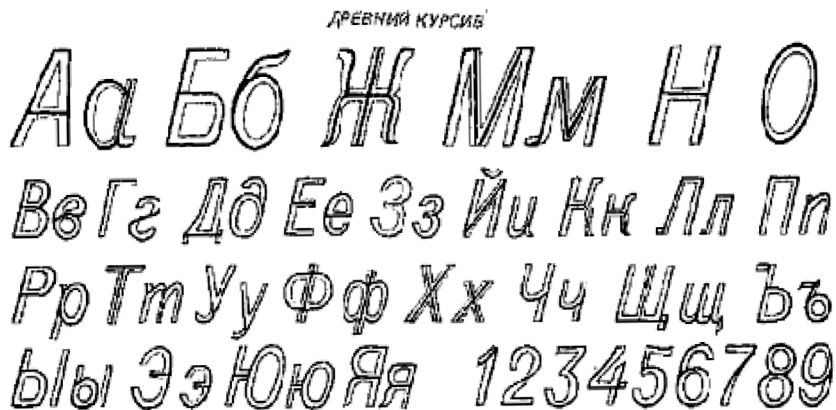 ДРЕВНИЙ КУРСИВ
Аа Бб Ж Мм Н О
Вв Гг Дд Ее Зз Йи Кк Лл Пп
Рр Тт Уу Фф Хх Чч Щщ Ъъ
Ыы Ээ Юю Яя 123456789